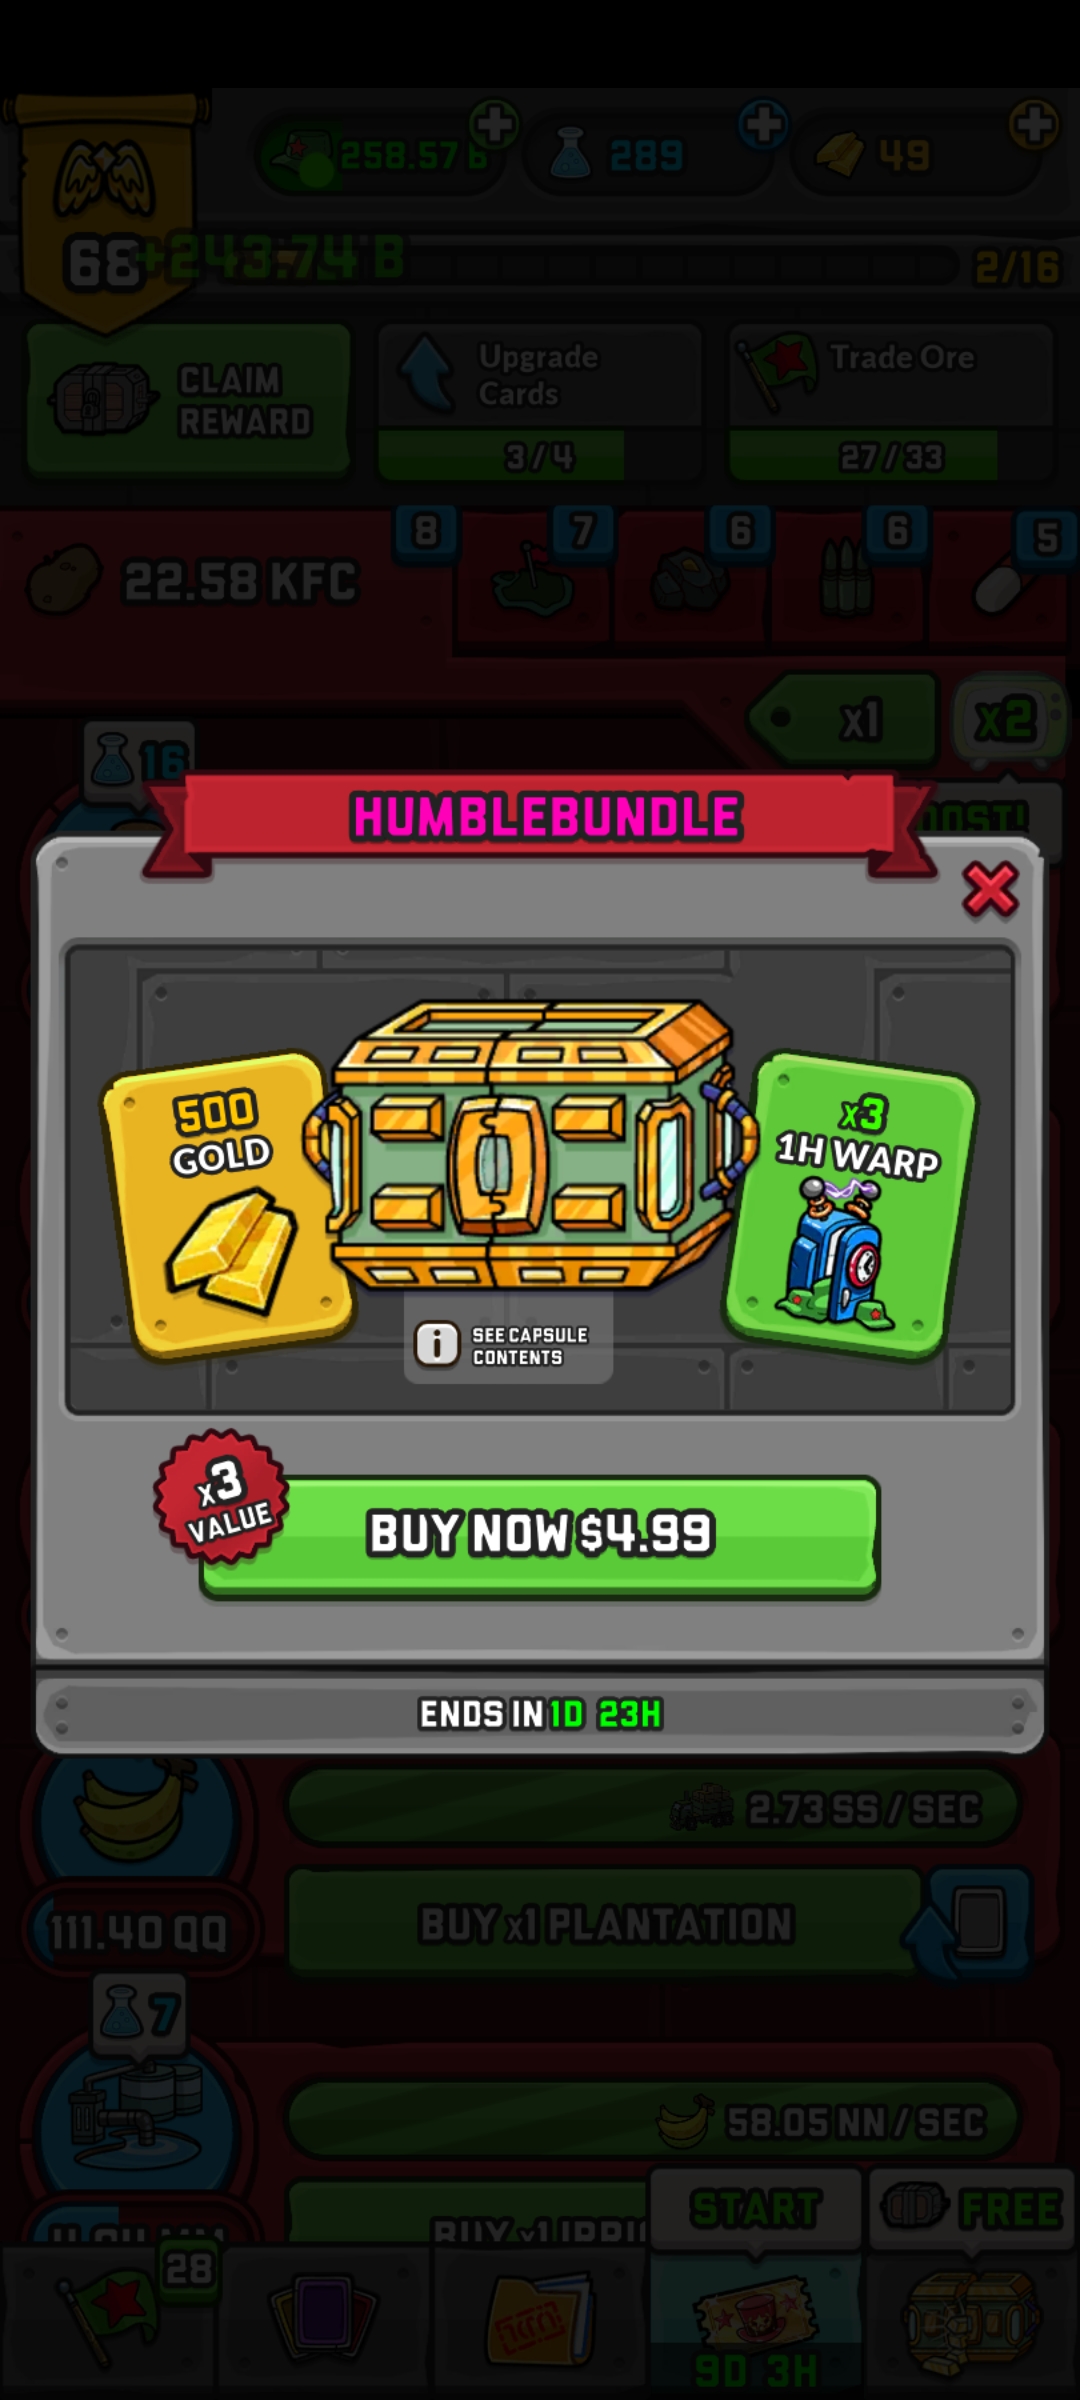 258.57 B
289
49
68
+243.74 B
2/16
CLAIM
REWARD
Upgrade
Cards
3/4
Trade Ore
27/33
22.58 KFC
8
7
6
6
5
x1
x2
16
HUMBLEBUNDLE
500
GOLD
x3
1H WARP
i
SEE CAPSULE
CONTENTS
x3
VALUE
BUY NOW $4.99
ENDS IN 1D 23H
2.73 SS / SEC
111.40 QQ
BUY x1 PLANTATION
7
58.05 NN / SEC
START
FREE
28
9D 3H